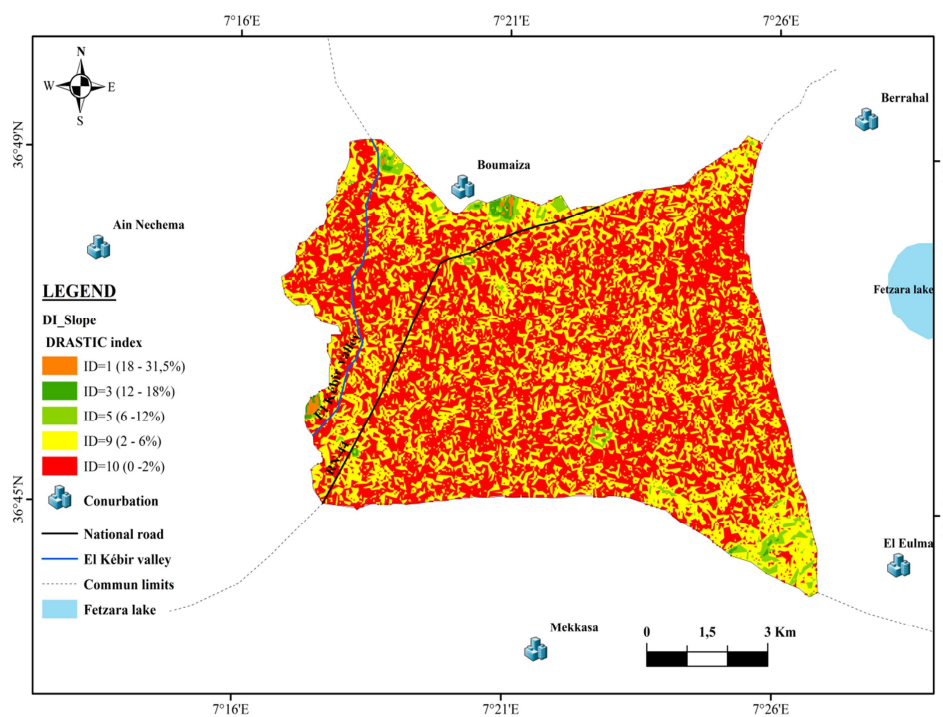 7°16'E 7°21'E 7°26'E
N
W E
S
36°49'N
36°45'N
Berrahal
Boumaiza
Ain Nechema
Fetzara lake
El Kébir valley
RN 44
El Eulma
Mekkasa
LEGEND
DI_Slope
DRASTIC index
ID=1 (18 - 31,5%)
ID=3 (12 - 18%)
ID=5 (6 -12%)
ID=9 (2 - 6%)
ID=10 (0 -2%)
Conurbation
National road
El Kébir valley
Commun limits
Fetzara lake
0 1,5 3 Km
7°16'E 7°21'E 7°26'E